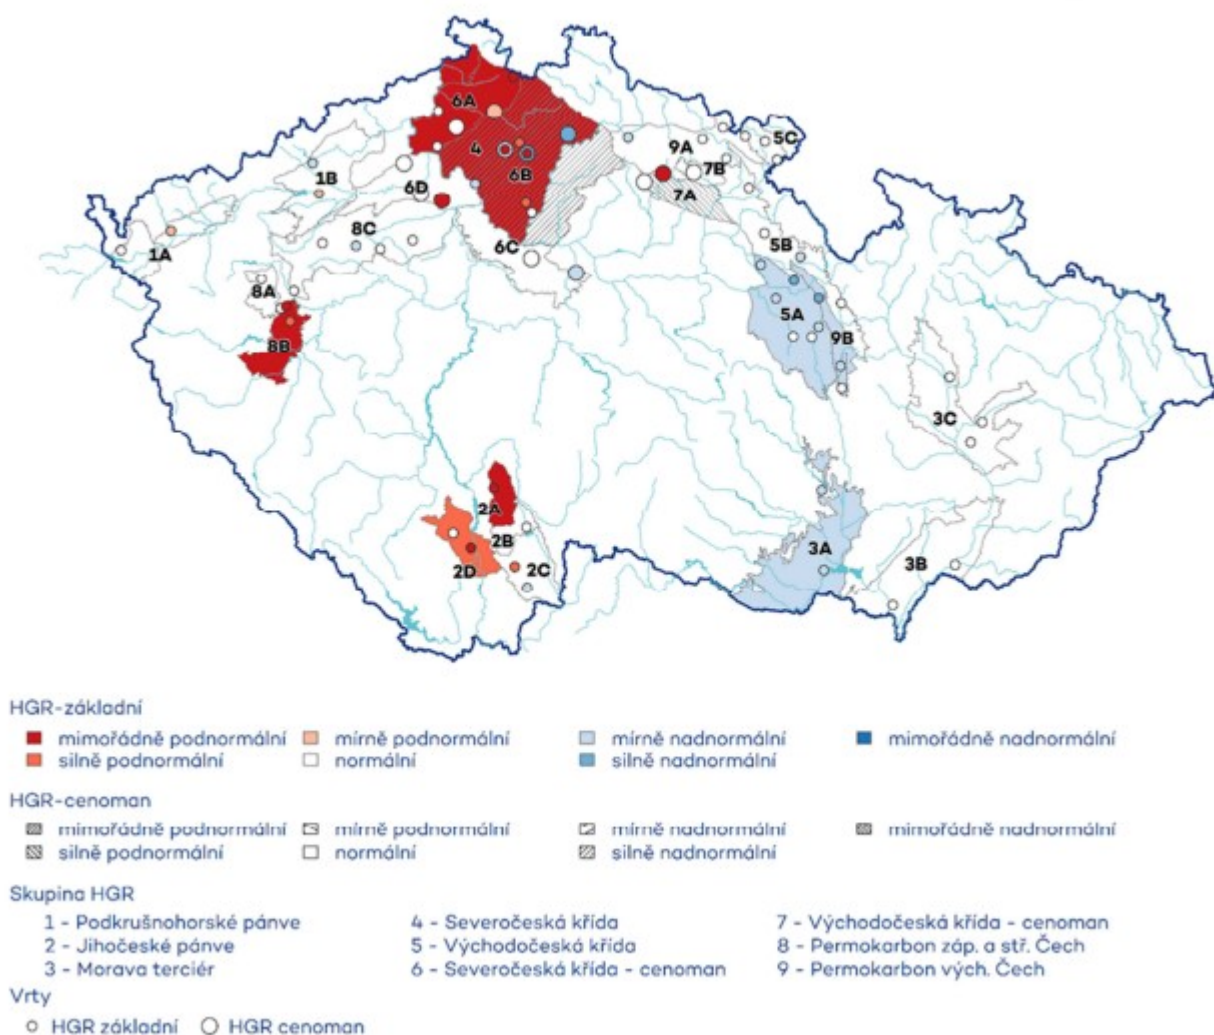 6A
4
6B
9A
5C
7B
1B
6D
7A
8C
6C
5B
1A
8A
5A
9B
8B
3C
2A
2B
2D
2C
3A
3B
HGR-základní
mimořádně podnormální mírně podnormální mírně nadnormální mimořádně nadnormální
silně podnormální normální silně nadnormální
HGR-cenoman
mimořádně podnormální mírně podnormální mírně nadnormální mimořádně nadnormální
silně podnormální normální silně nadnormální
Skupina HGR
1 - Podkrušnohorské pánve 4 - Severočeská křída 7 - Východočeská křída - cenoman
2 - Jihočeské pánve 5 - Východočeská křída 8 - Permokarbon záp. a stř. Čech
3 - Morava terciér 6 - Severočeská křída - cenoman 9 - Permokarbon vých. Čech
Vrty
HGR základní HGR cenoman